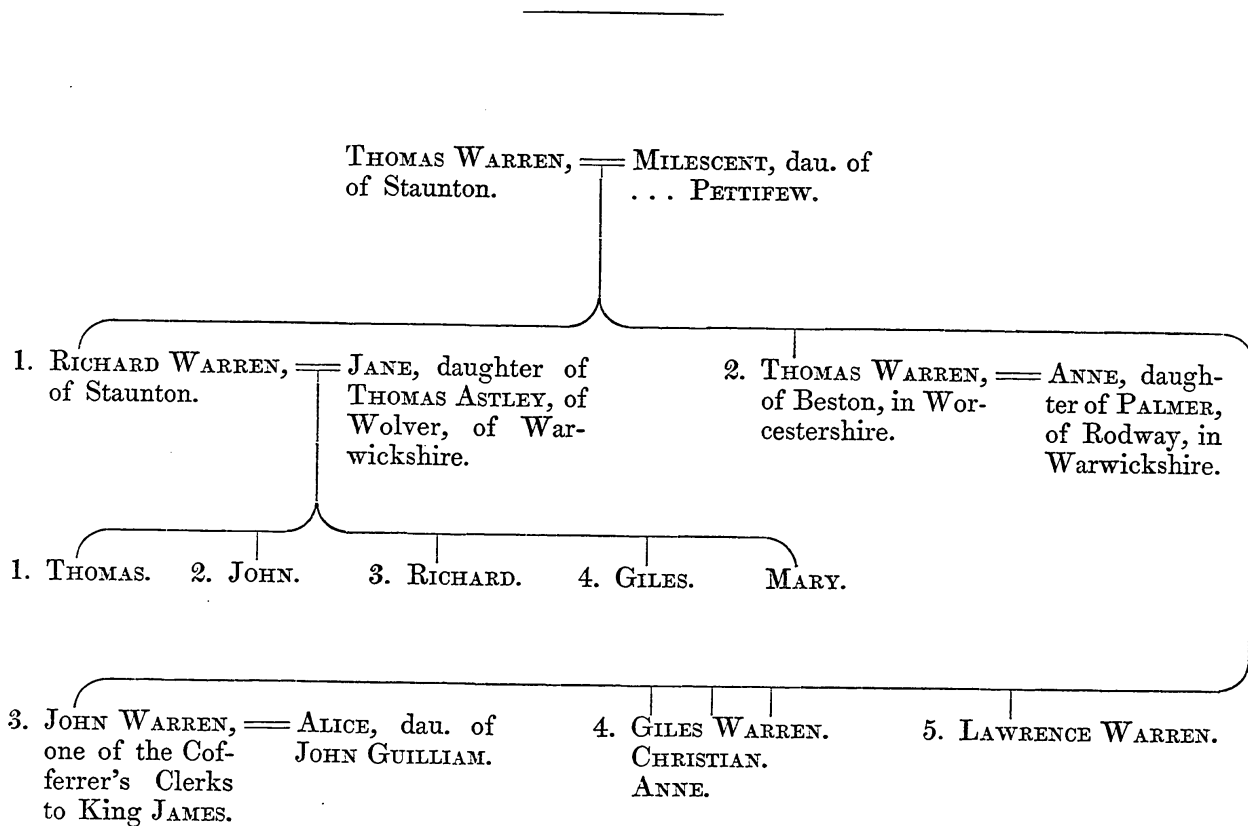 THOMAS WARREN,
of Staunton.
MILESCENT, dau. of
... PETTIFEW.
1. RICHARD WARREN,
of Staunton.
JANE, daughter of
THOMAS ASTLEY, of
Wolver, of War-
wickshire.
2. THOMAS WARREN,
of Beston, in Wor-
cestershire.
ANNE, daugh-
ter of PALMER,
of Rodway, in
Warwickshire.
1. THOMAS.
2. JOHN.
3. RICHARD.
4. GILES.
MARY.
3. JOHN WARREN,
one of the Cof-
ferrer's Clerks
to King JAMES.
ALICE, dau. of
JOHN GUILLIAM.
4. GILES WARREN.
CHRISTIAN.
ANNE.
5. LAWRENCE WARREN.